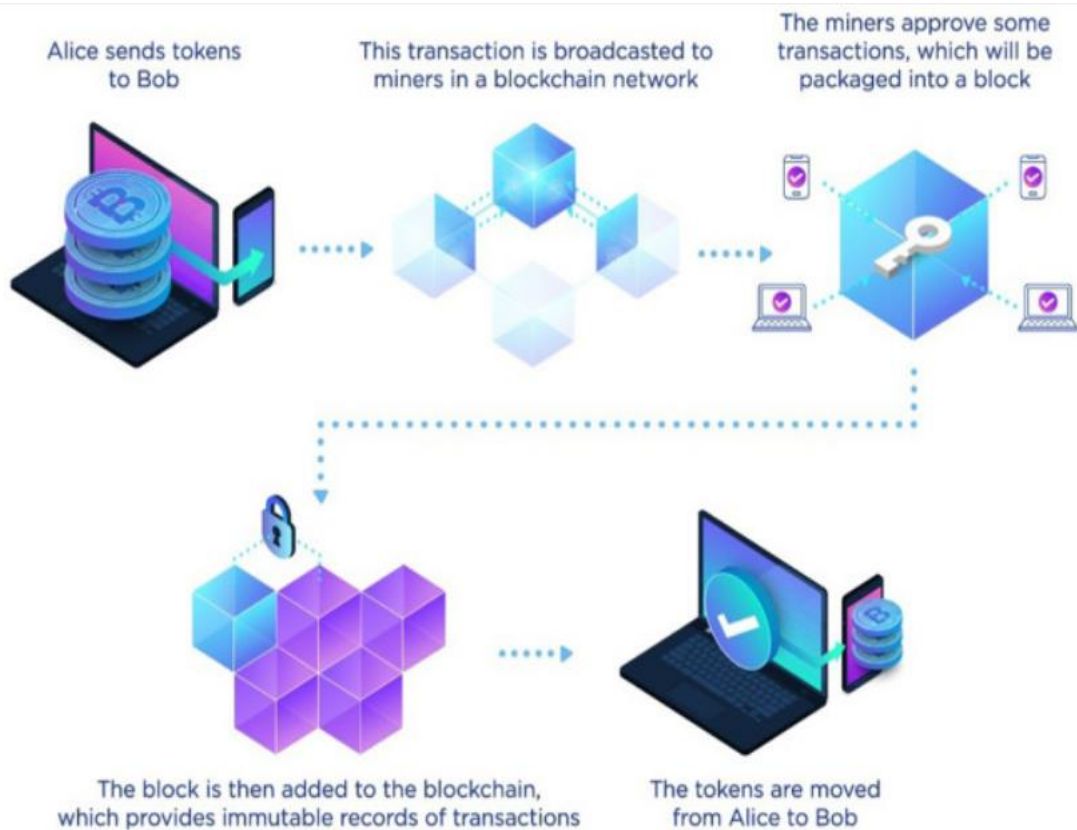 Alice sends tokens
to Bob
This transaction is broadcasted to
miners in a blockchain network
The miners approve some
transactions, which will be
packaged into a block
The block is then added to the blockchain,
which provides immutable records of transactions
The tokens are moved
from Alice to Bob